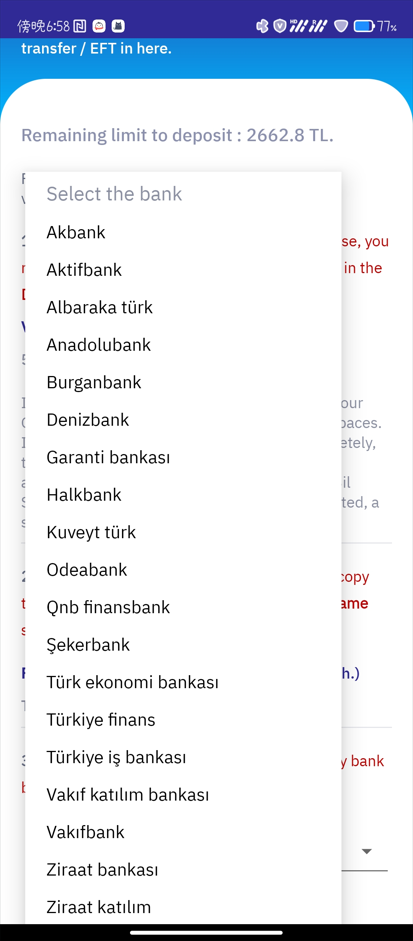 傍晚6:58
77%
transfer / EFT in here.
Remaining limit to deposit : 2662.8 TL.
Select the bank
Akbank
se, you
Aktifbank
in the
Albaraka türk
Anadolubank
Burganbank
our
Denizbank
paces.
Garanti bankası
etely,
Halkbank
il
ted, a
Kuveyt türk
Odeabank
copy
Qnb finansbank
ame
Şekerbank
Türk ekonomi bankası
h.)
Türkiye finans
Türkiye iş bankası
y bank
Vakıf katılım bankası
Vakıfbank
Ziraat bankası
Ziraat katılım